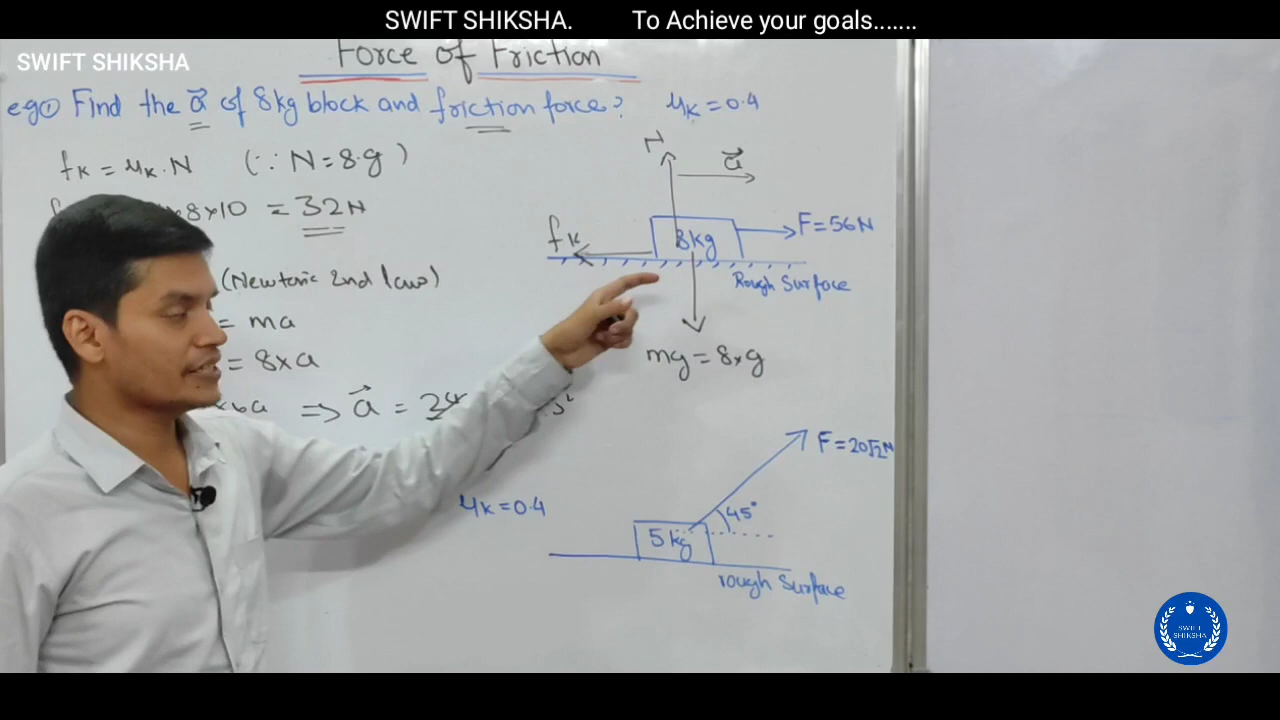 SWIFT SHIKSHA. To Achieve your goals.......
SWIFT SHIKSHA
Force of Friction
eg① Find the a⃗ of 8kg block and friction force? μK = 0.4
fK = μK.N (∵ N = 8.g)
×8×10 = 32N
(Newton's 2nd law)
= ma
= 8×a
⇒ a⃗ =
N
a⃗
fK
8kg
F = 56N
Rough Surface
mg = 8×g
F = 20√2N
μK = 0.4
45°
5kg
rough Surface
SWIFT
SHIKSHA